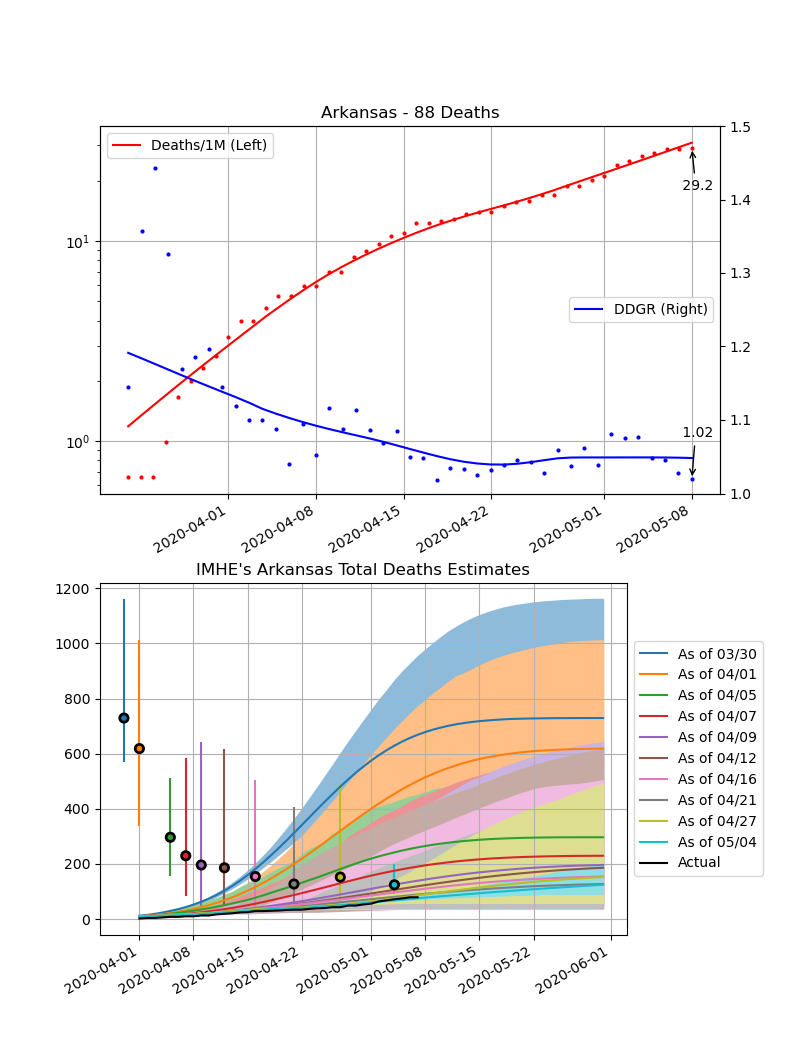 Arkansas - 88 Deaths
Deaths/1M (Left)
DDGR (Right)
29.2
1.02
10^1
10^0
1.5
1.4
1.3
1.2
1.1
1.0
2020-04-01
2020-04-08
2020-04-15
2020-04-22
2020-05-01
2020-05-08
IMHE's Arkansas Total Deaths Estimates
1200
1000
800
600
400
200
0
2020-04-01
2020-04-08
2020-04-15
2020-04-22
2020-05-01
2020-05-08
2020-05-15
2020-05-22
2020-06-01
As of 03/30
As of 04/01
As of 04/05
As of 04/07
As of 04/09
As of 04/12
As of 04/16
As of 04/21
As of 04/27
As of 05/04
Actual